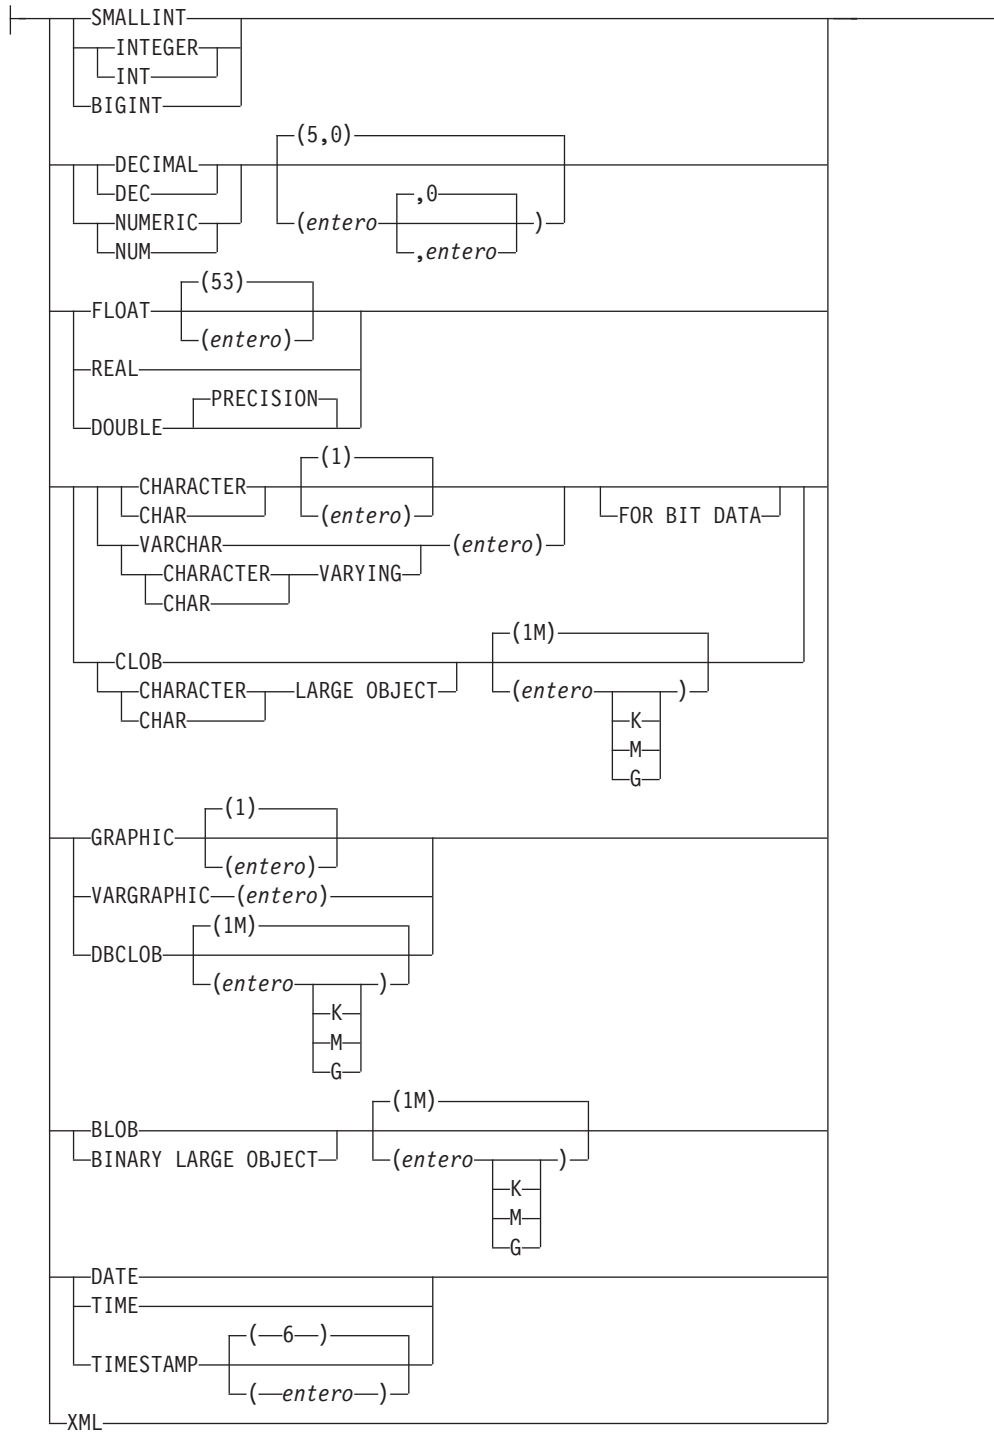 SMALLINT
INTEGER
INT
BIGINT
(5,0)
DECIMAL
DEC
,0
NUMERIC
(entero )
NUM
,entero
(53)
FLOAT
(entero)
REAL
PRECISION
DOUBLE
(1)
CHARACTER
CHAR
(entero)
FOR BIT DATA
VARCHAR
(entero)
CHARACTER
VARYING
CHAR
(1M)
CLOB
CHARACTER
LARGE OBJECT
(entero )
CHAR
K
M
G
(1)
GRAPHIC
(entero)
VARGRAPHIC (entero)
(1M)
DBCLOB
(entero )
K
M
G
(1M)
BLOB
BINARY LARGE OBJECT
(entero )
K
M
G
DATE
TIME
( 6 )
TIMESTAMP
( entero )
XML